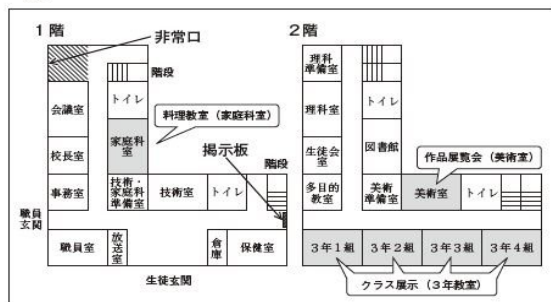 1階
非常口
階段
トイレ
会議室
料理教室（家庭科室）
家庭科室
校長室
掲示板
階段
事務室
技術・家庭科準備室
技術室
トイレ
職員玄関
職員室
放送室
倉庫
保健室
生徒玄関
2階
理科準備室
理科室
トイレ
生徒会室
図書館
作品展覧会（美術室）
多目的教室
美術準備室
美術室
トイレ
3年1組
3年2組
3年3組
3年4組
クラス展示（3年教室）